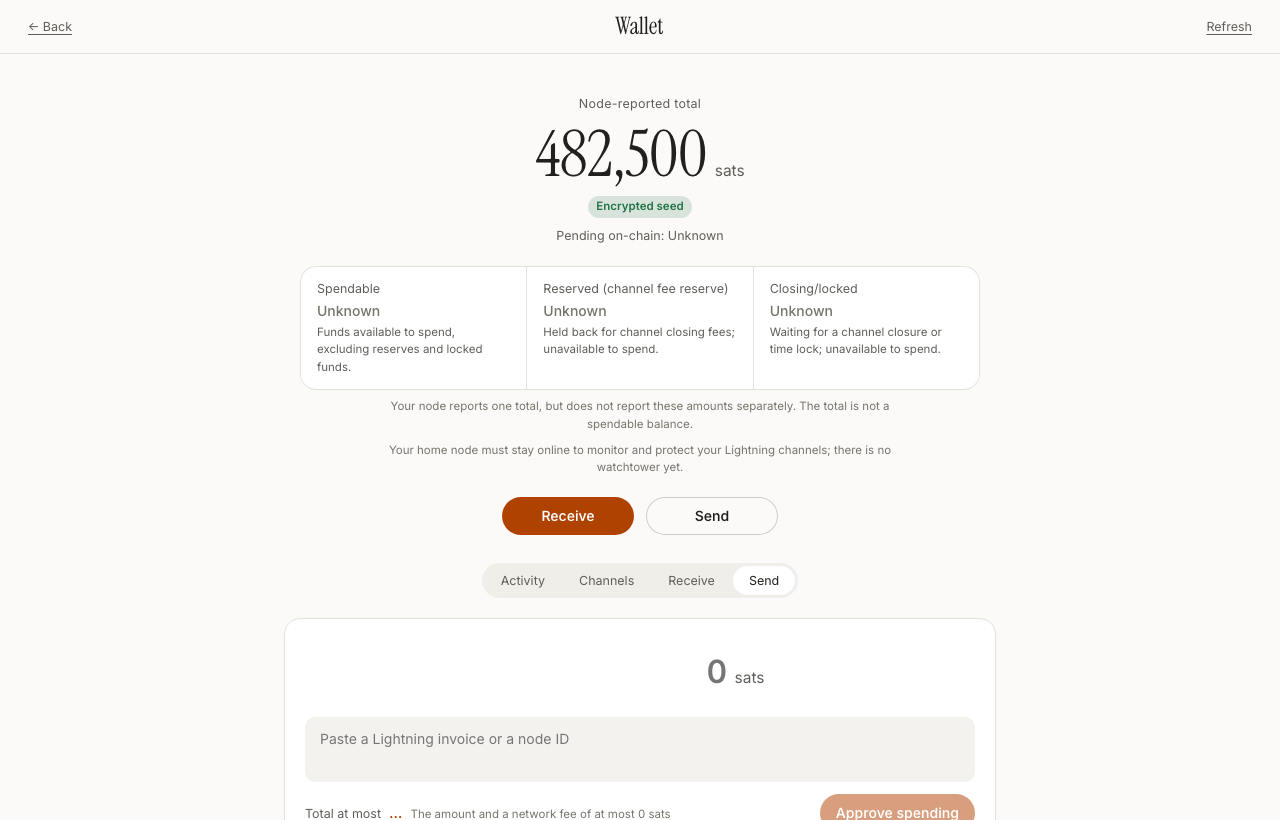 ← Back
Wallet
Refresh
Node-reported total
482,500 sats
Encrypted seed
Pending on-chain: Unknown
Spendable
Unknown
Funds available to spend,
excluding reserves and locked
funds.
Reserved (channel fee reserve)
Unknown
Held back for channel closing fees;
unavailable to spend.
Closing/locked
Unknown
Waiting for a channel closure or
time lock; unavailable to spend.
Your node reports one total, but does not report these amounts separately. The total is not a
spendable balance.
Your home node must stay online to monitor and protect your Lightning channels; there is no
watchtower yet.
Receive
Send
Activity
Channels
Receive
Send
0 sats
Paste a Lightning invoice or a node ID
Total at most ... The amount and a network fee of at most 0 sats
Approve spending